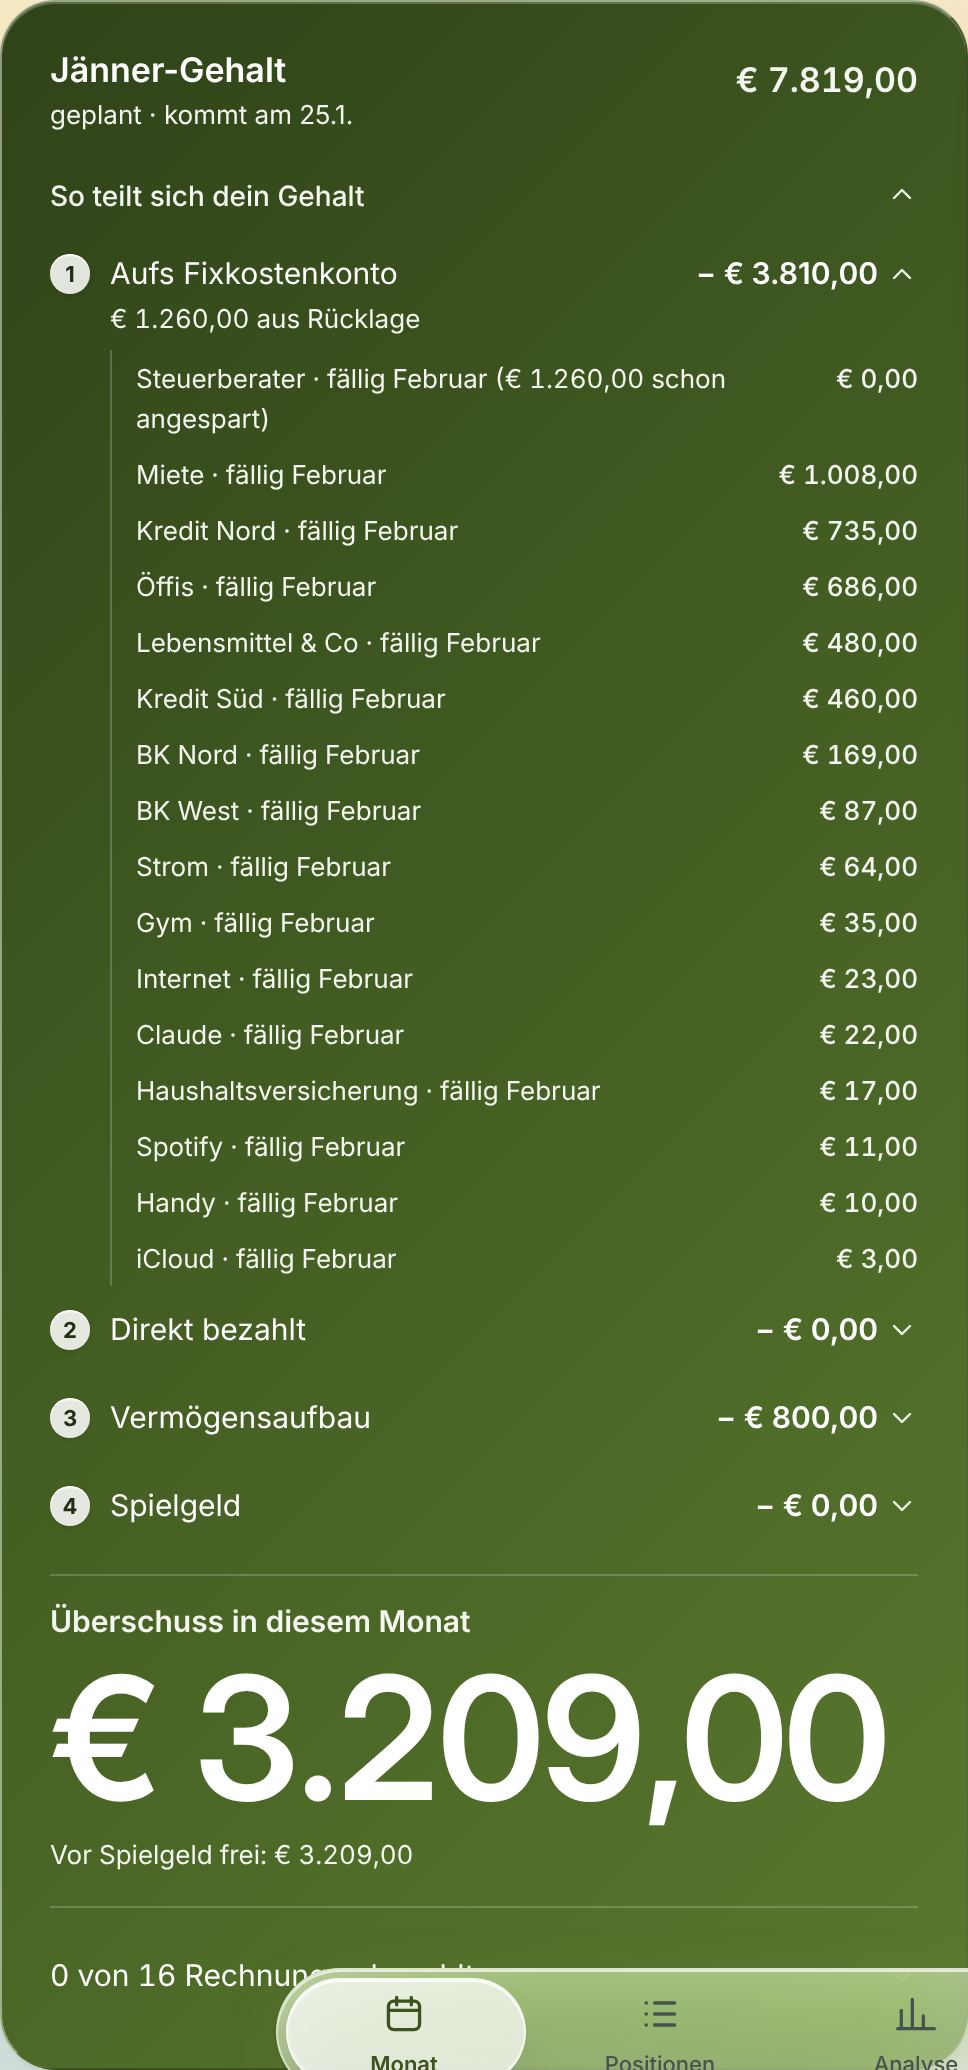 Jänner-Gehalt
€ 7.819,00
geplant · kommt am 25.1.
So teilt sich dein Gehalt
1 Aufs Fixkostenkonto – € 3.810,00
€ 1.260,00 aus Rücklage
Steuerberater · fällig Februar (€ 1.260,00 schon € 0,00
angespart)
Miete · fällig Februar € 1.008,00
Kredit Nord · fällig Februar € 735,00
Öffis · fällig Februar € 686,00
Lebensmittel & Co · fällig Februar € 480,00
Kredit Süd · fällig Februar € 460,00
BK Nord · fällig Februar € 169,00
BK West · fällig Februar € 87,00
Strom · fällig Februar € 64,00
Gym · fällig Februar € 35,00
Internet · fällig Februar € 23,00
Claude · fällig Februar € 22,00
Haushaltsversicherung · fällig Februar € 17,00
Spotify · fällig Februar € 11,00
Handy · fällig Februar € 10,00
iCloud · fällig Februar € 3,00
2 Direkt bezahlt – € 0,00
3 Vermögensaufbau – € 800,00
4 Spielgeld – € 0,00
Überschuss in diesem Monat
€ 3.209,00
Vor Spielgeld frei: € 3.209,00
0 von 16
Monat Positionen Analyse